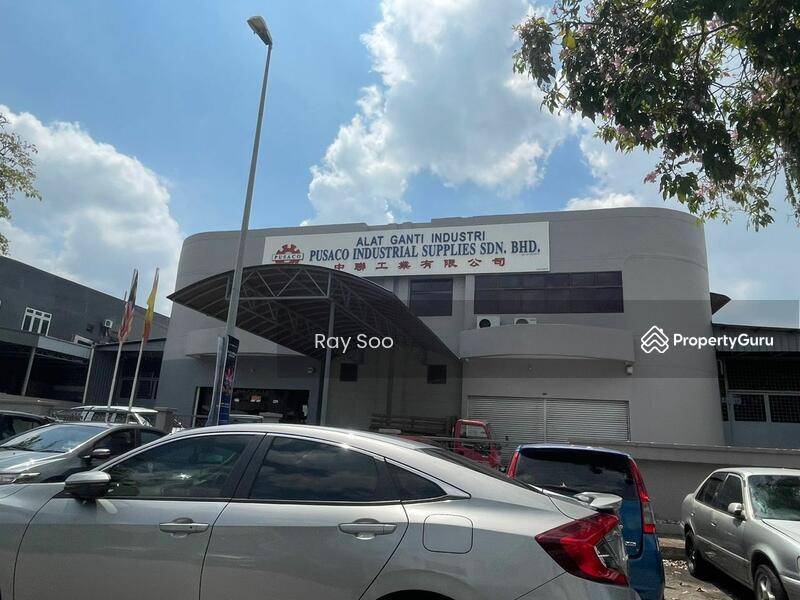 ALAT GANTI INDUSTRI
PUSACO
PUSACO INDUSTRIAL SUPPLIES SDN. BHD.
中聯工業有限公司
Ray Soo
PropertyGuru